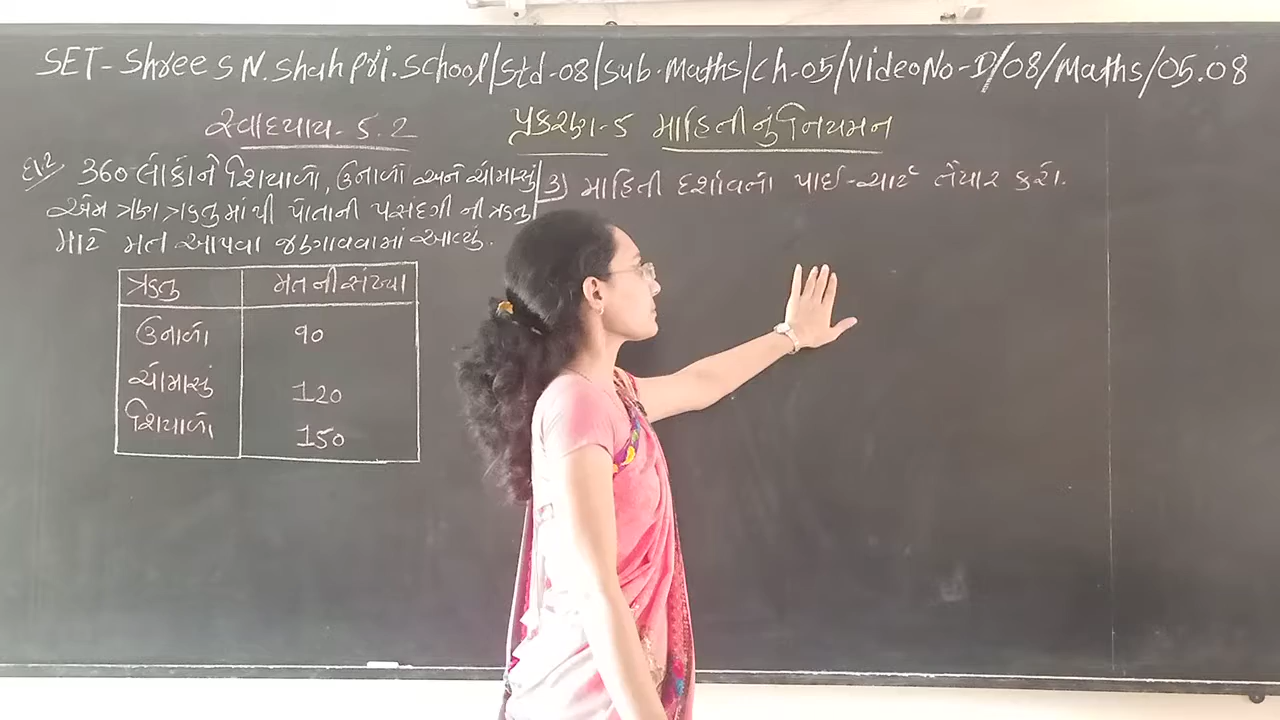 SET-Shree S N. Shah Pri. School/Std-08/Sub-Maths/Ch-05/Video No-D/08/Maths/05.08
સ્વાધ્યાય-5.2
પ્રકરણ-5 માહિતીનું નિયમન
દા2 360 લોકોને શિયાળો, ઉનાળો અને ચોમાસું
એમ ત્રણ ઋતુમાંથી પોતાની પસંદગી ની ઋતુ
માટે મત આપવા જણાવવામાં આવ્યું.
ઋતુ મતની સંખ્યા
ઉનાળો 90
ચોમાસું 120
શિયાળો 150
3) માહિતી દર્શાવતો પાઈ-ચાર્ટ તૈયાર કરો.